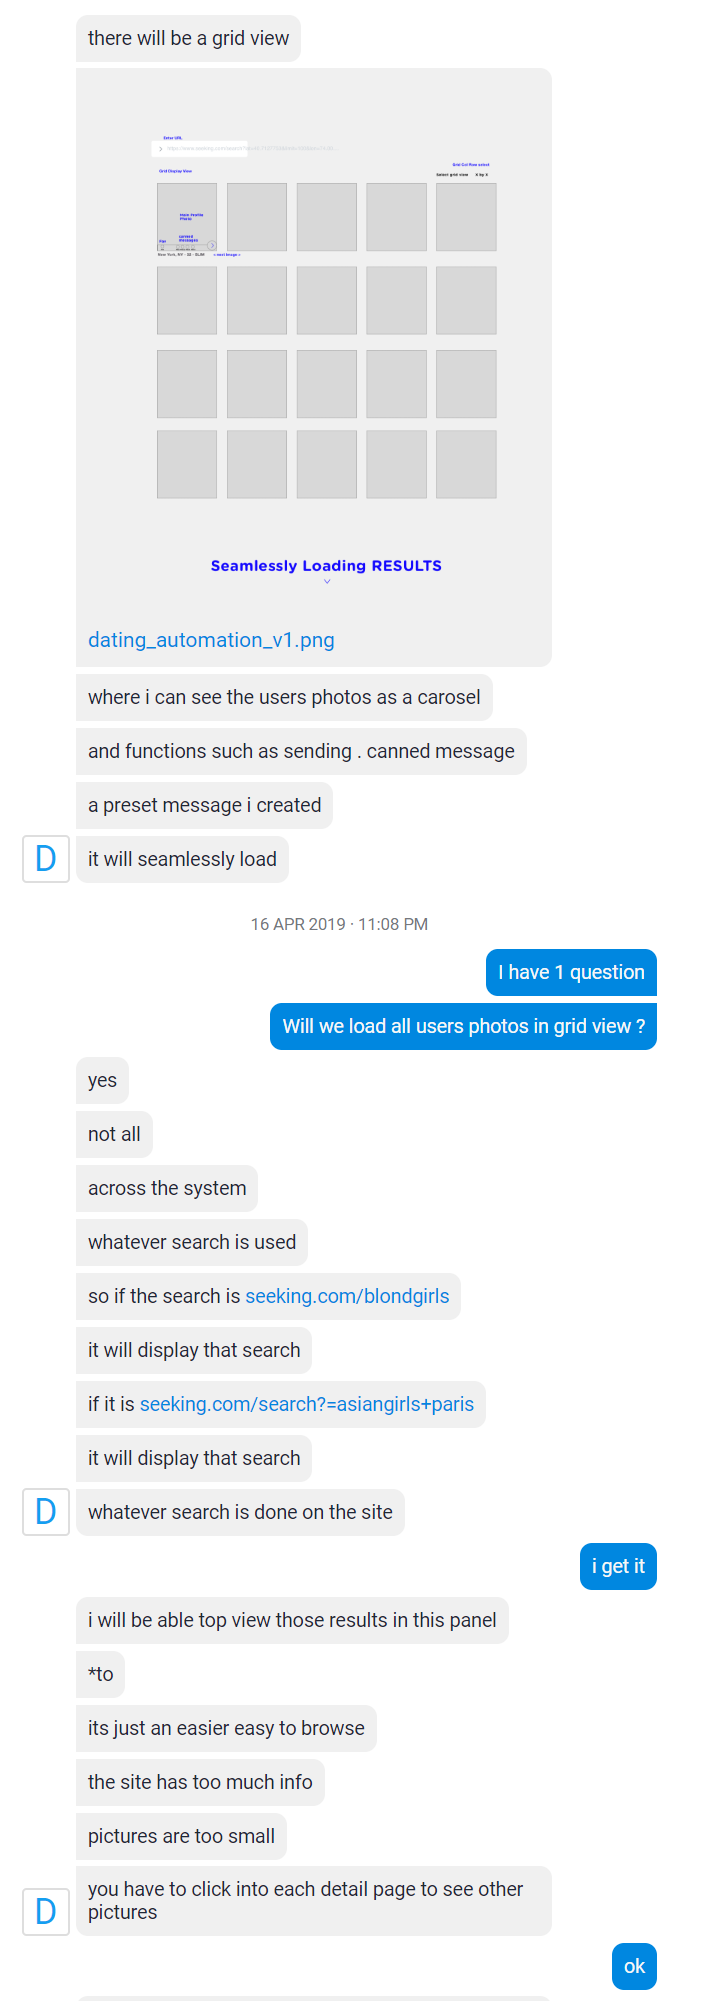 there will be a grid view
Enter URL
Grid Col Row select
Grid Display View
Select grid view X by X
Main Profile
Photo
canned
messages
Fav
New York, NY
< next image >
Seamlessly Loading RESULTS
dating_automation_v1.png
where i can see the users photos as a carosel
and functions such as sending . canned message
a preset message i created
D
it will seamlessly load
16 APR 2019 · 11:08 PM
I have 1 question
Will we load all users photos in grid view ?
yes
not all
across the system
whatever search is used
so if the search is seeking.com/blondgirls
it will display that search
if it is seeking.com/search?=asiangirls+paris
it will display that search
D
whatever search is done on the site
i get it
i will be able top view those results in this panel
*to
its just an easier easy to browse
the site has too much info
pictures are too small
you have to click into each detail page to see other
D
pictures
ok